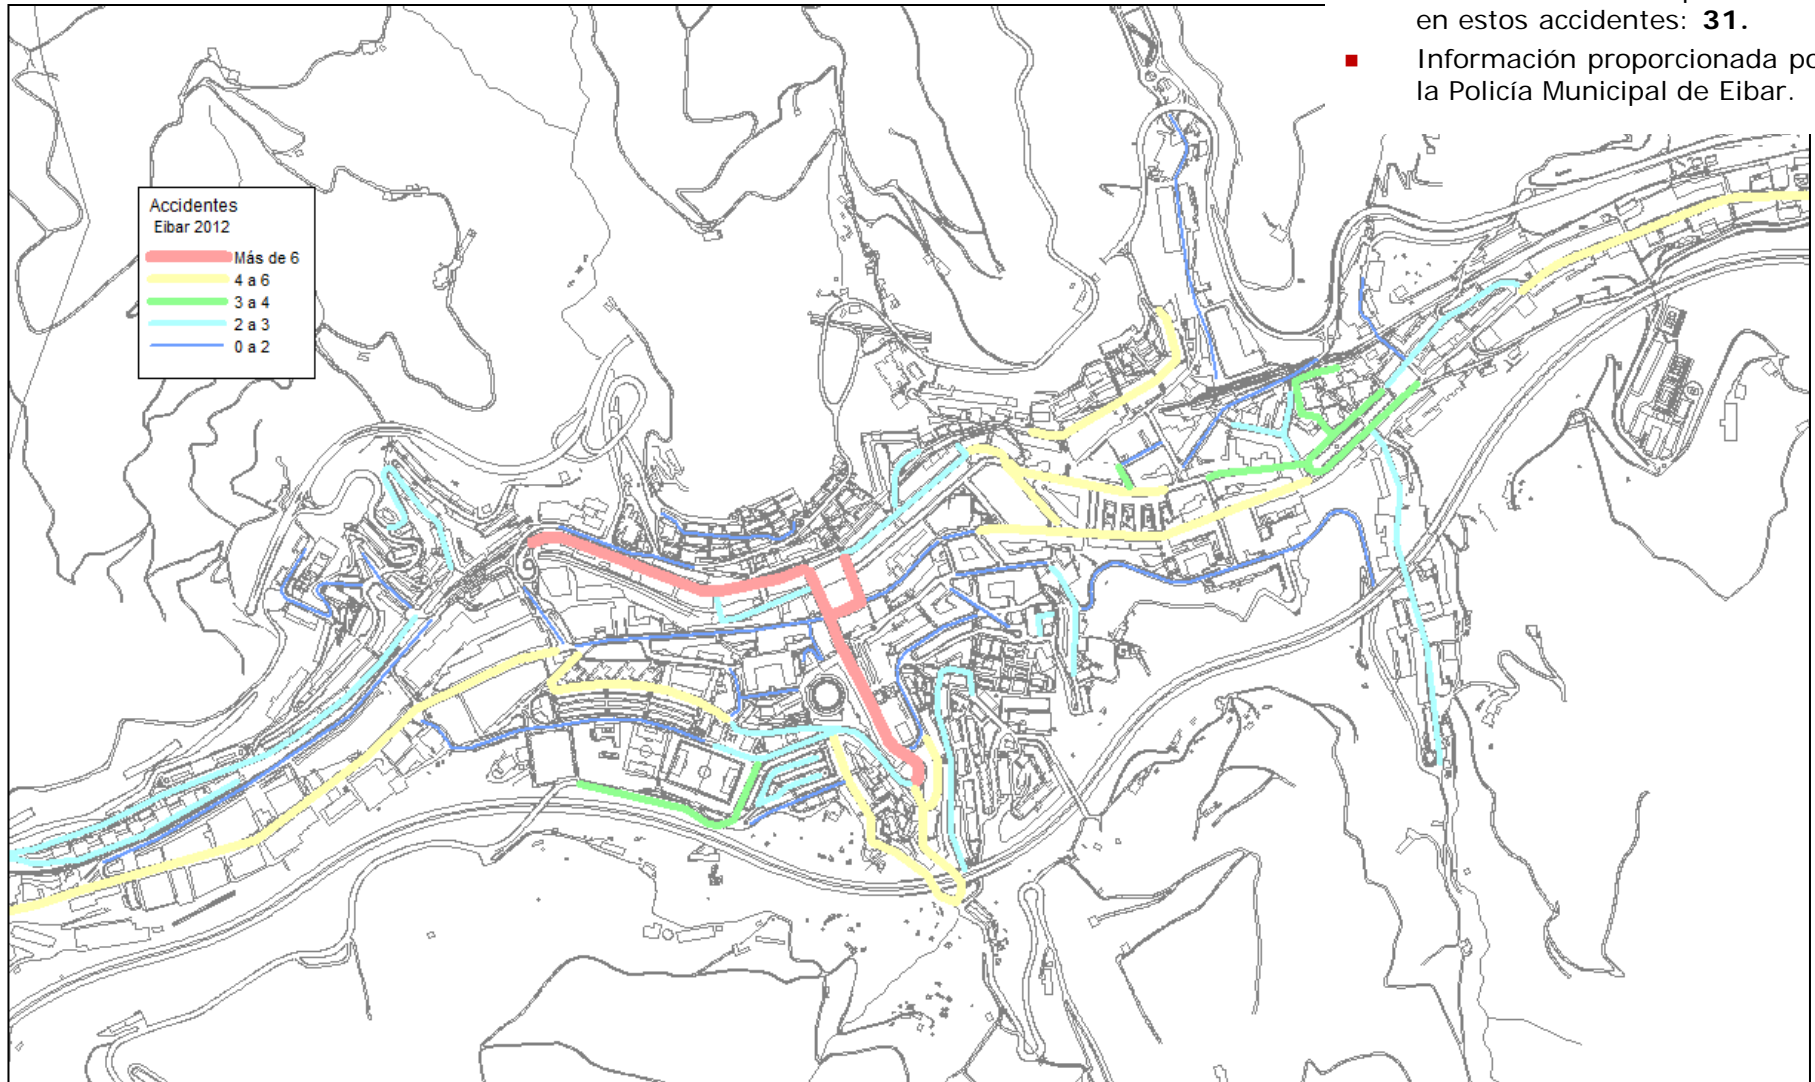 en estos accidentes: 31.
Información proporcionada po
la Policía Municipal de Eibar.
Accidentes
Eibar 2012
Más de 6
4 a 6
3 a 4
2 a 3
0 a 2